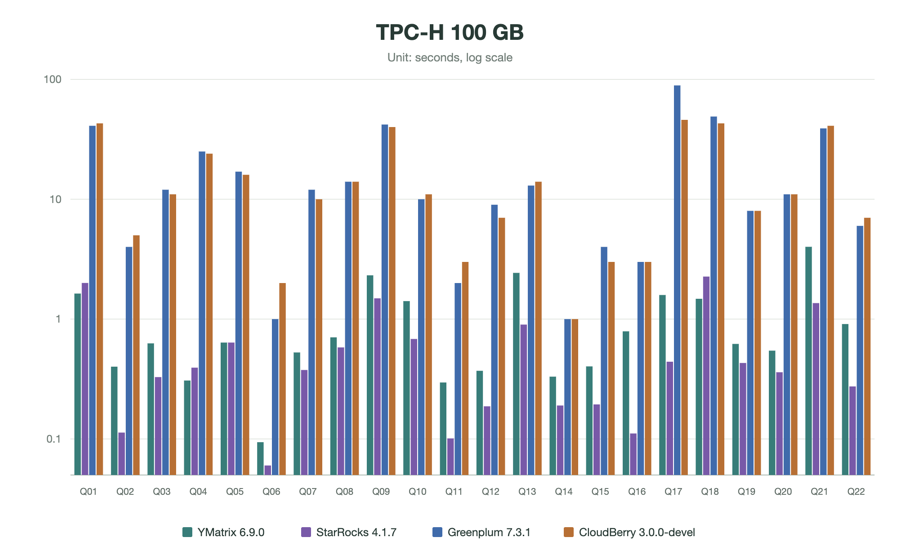 TPC-H 100 GB
Unit: seconds, log scale
100
10
1
0.1
Q01 Q02 Q03 Q04 Q05 Q06 Q07 Q08 Q09 Q10 Q11 Q12 Q13 Q14 Q15 Q16 Q17 Q18 Q19 Q20 Q21 Q22
YMatrix 6.9.0 StarRocks 4.1.7 Greenplum 7.3.1 CloudBerry 3.0.0-devel